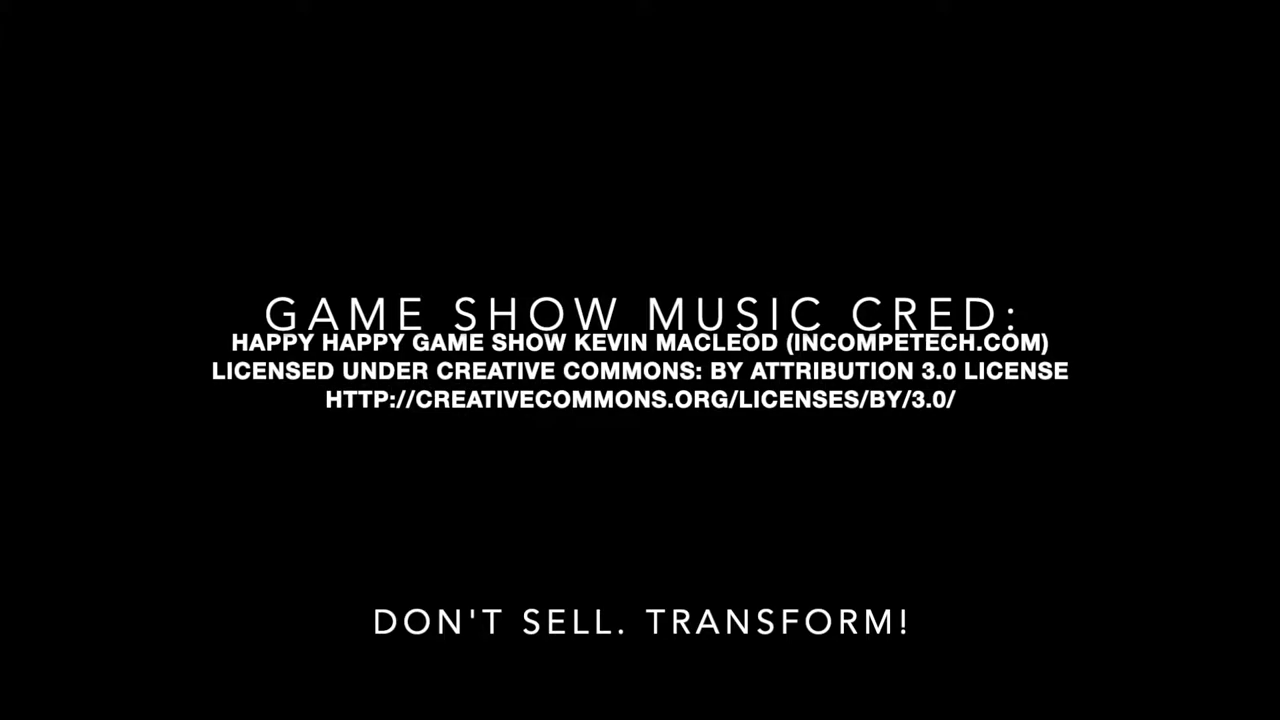 GAME SHOW MUSIC CRED:
HAPPY HAPPY GAME SHOW KEVIN MACLEOD (INCOMPETECH.COM)
LICENSED UNDER CREATIVE COMMONS: BY ATTRIBUTION 3.0 LICENSE
HTTP://CREATIVECOMMONS.ORG/LICENSES/BY/3.0/
DON'T SELL. TRANSFORM!